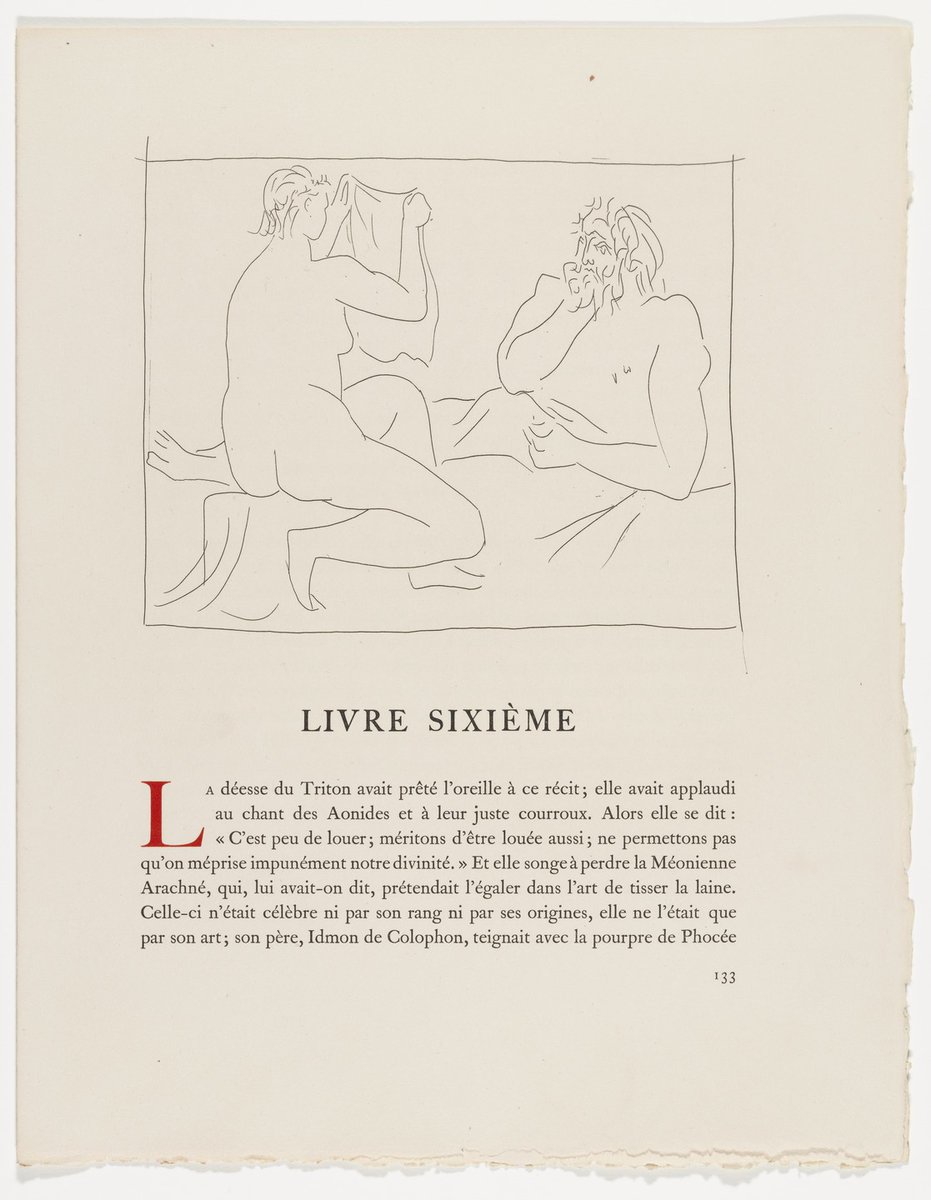 LIVRE SIXIÈME
LA déesse du Triton avait prêté l'oreille à ce récit; elle avait applaudi
au chant des Aonides et à leur juste courroux. Alors elle se dit :
« C'est peu de louer; méritons d'être louée aussi; ne permettons pas
qu'on méprise impunément notre divinité. » Et elle songe à perdre la Méonienne
Arachné, qui, lui avait-on dit, prétendait l'égaler dans l'art de tisser la laine.
Celle-ci n'était célèbre ni par son rang ni par ses origines, elle ne l'était que
par son art; son père, Idmon de Colophon, teignait avec la pourpre de Phocée
133